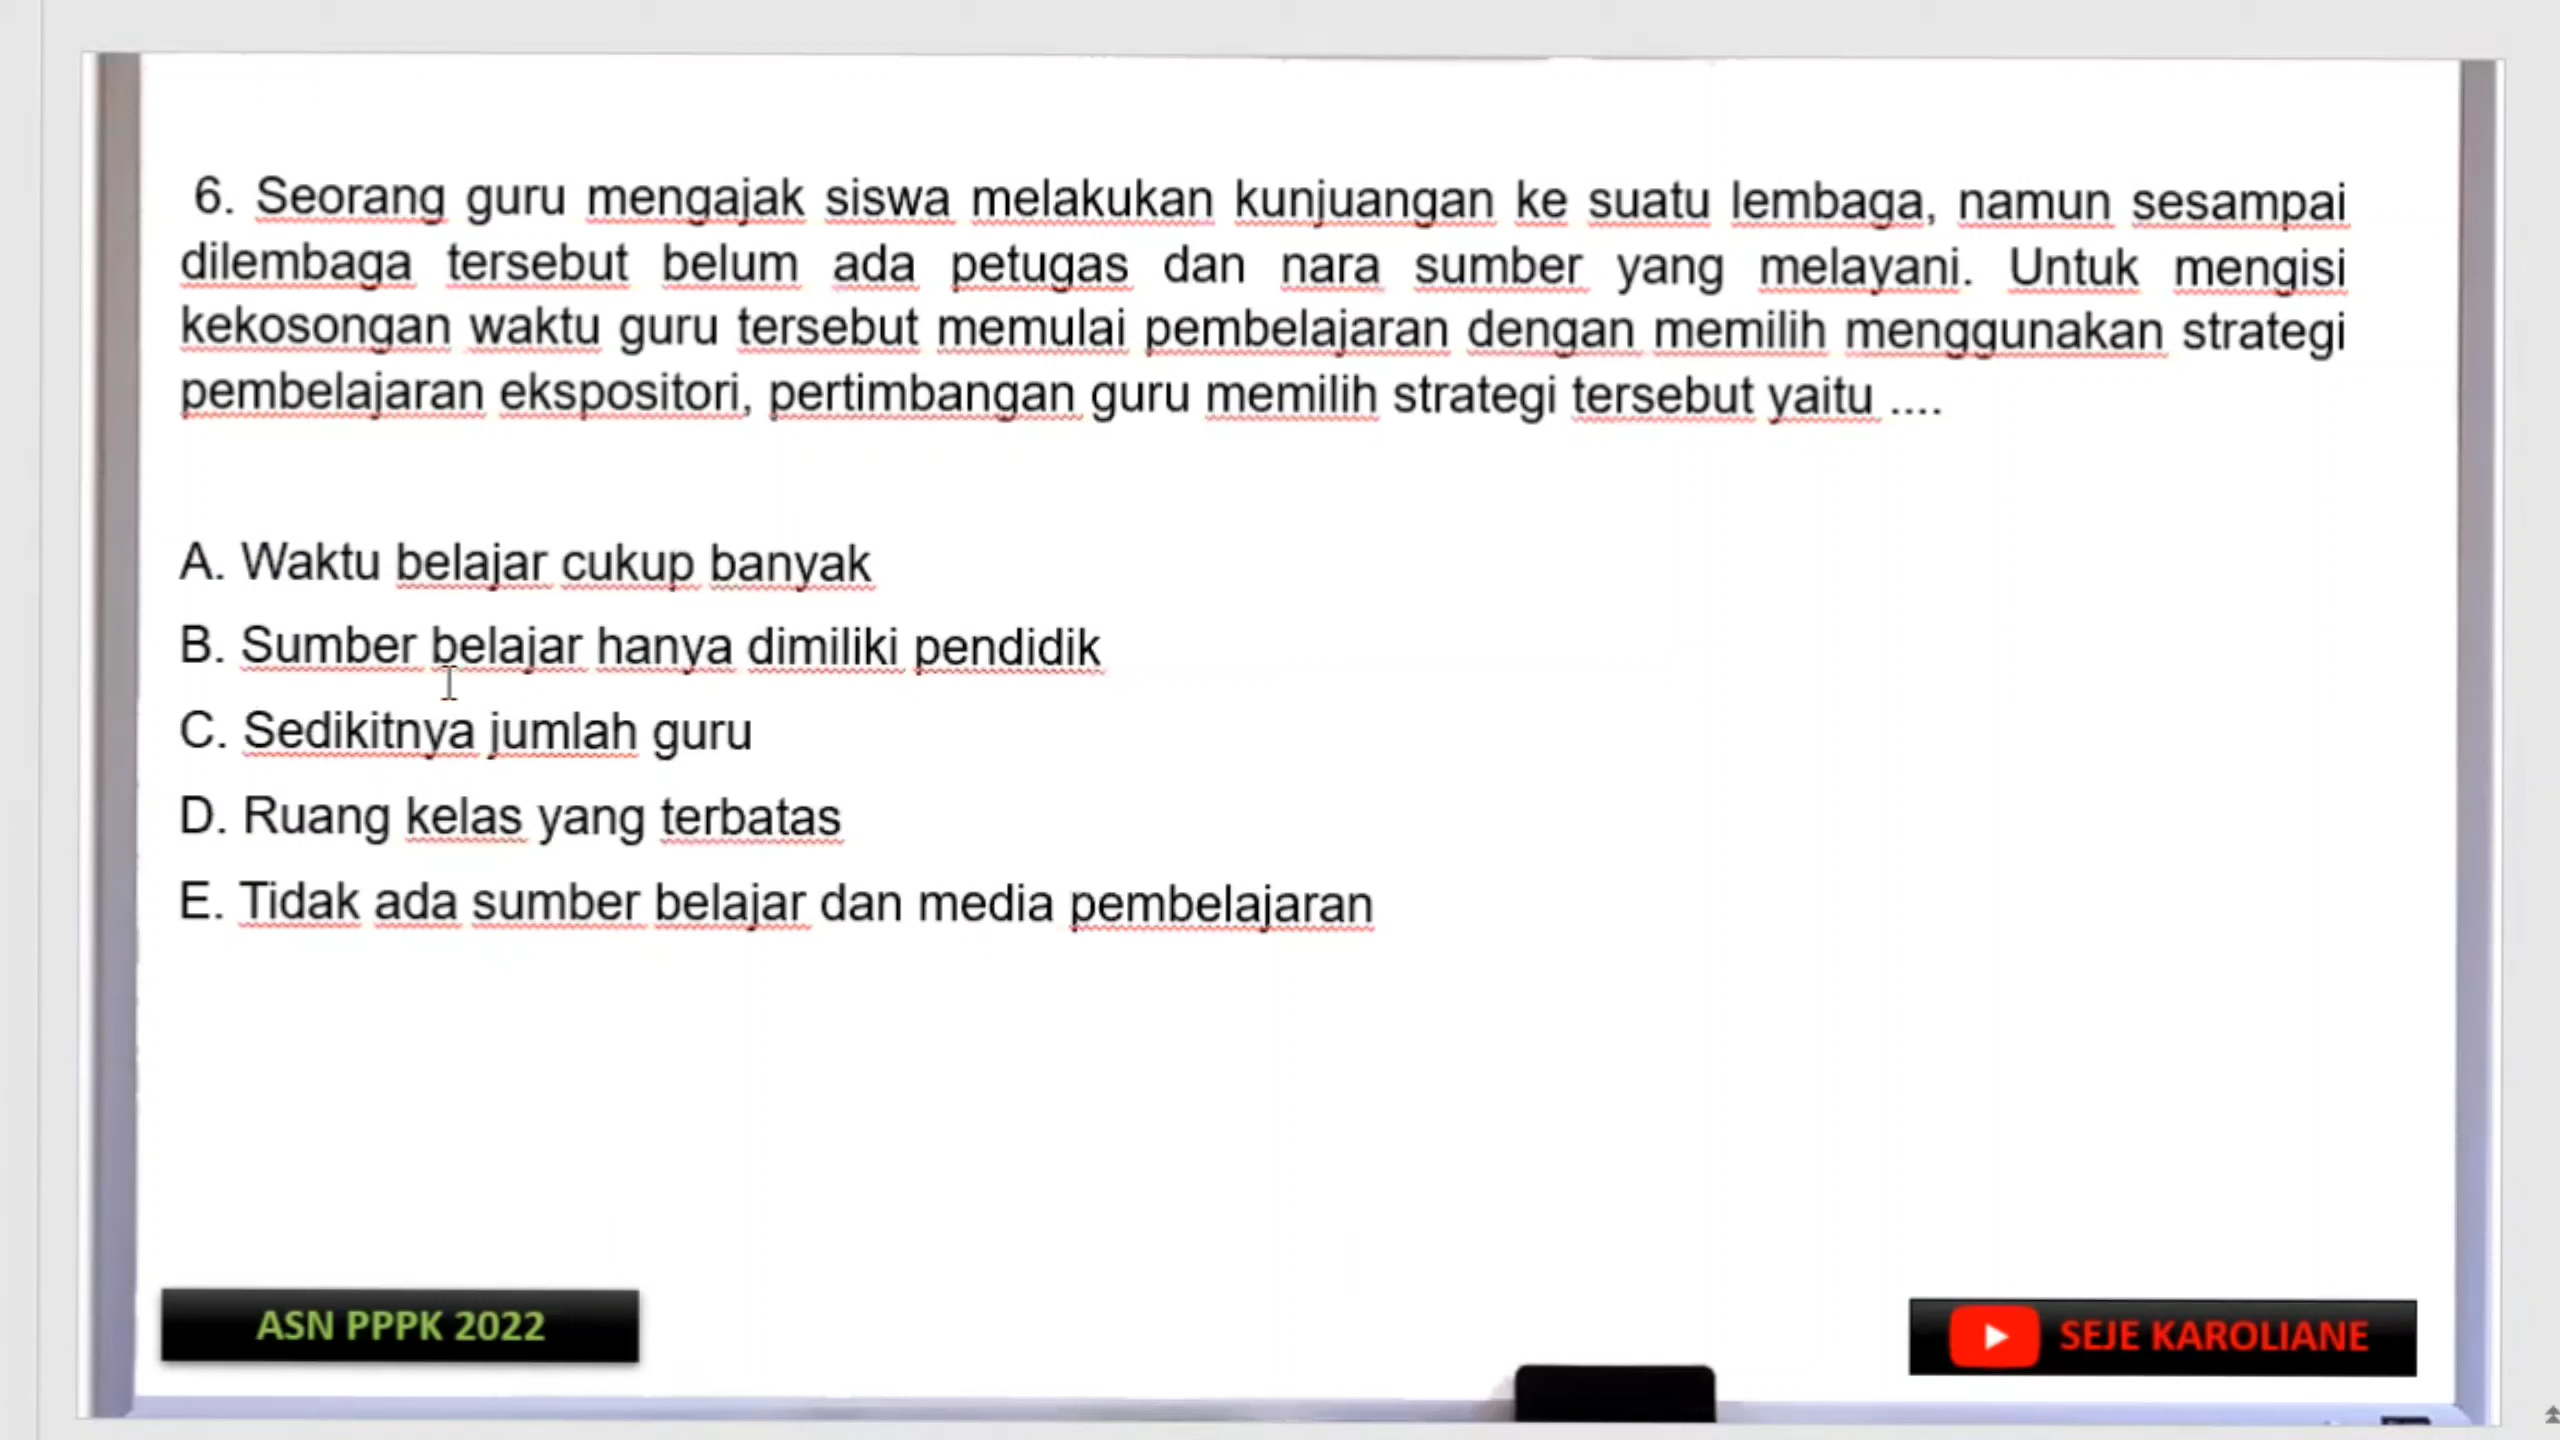 6. Seorang guru mengajak siswa melakukan kunjuangan ke suatu lembaga, namun sesampai
dilembaga tersebut belum ada petugas dan nara sumber yang melayani. Untuk mengisi
kekosongan waktu guru tersebut memulai pembelajaran dengan memilih menggunakan strategi
pembelajaran ekspositori, pertimbangan guru memilih strategi tersebut yaitu ....
A. Waktu belajar cukup banyak
B. Sumber belajar hanya dimiliki pendidik
C. Sedikitnya jumlah guru
D. Ruang kelas yang terbatas
E. Tidak ada sumber belajar dan media pembelajaran
ASN PPPK 2022
SEJE KAROLIANE